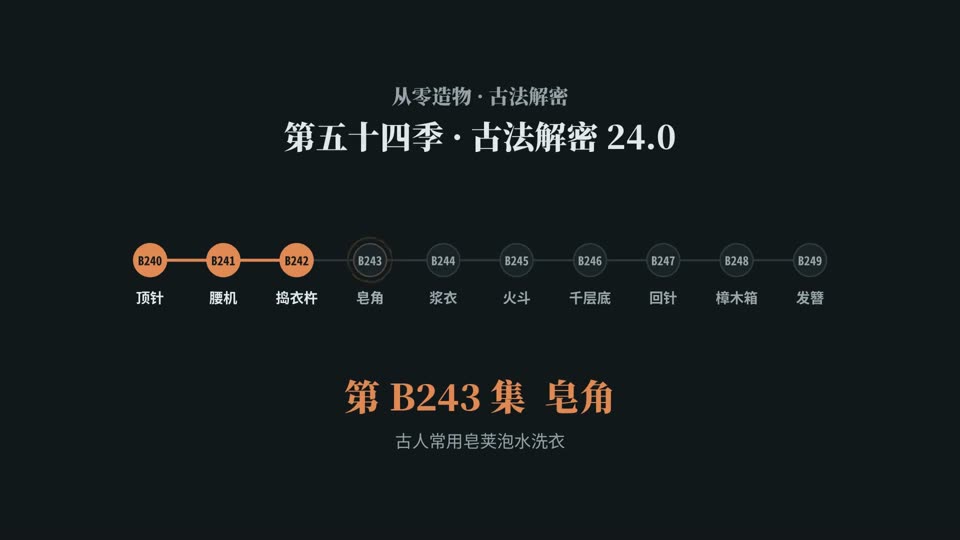 从零造物 · 古法解密
第五十四季 · 古法解密 24.0
B240 B241 B242 B243 B244 B245 B246 B247 B248 B249
顶针 腰机 捣衣杵 皂角 浆衣 火斗 千层底 回针 樟木箱 发簪
第 B243 集 皂角
古人常用皂荚泡水洗衣